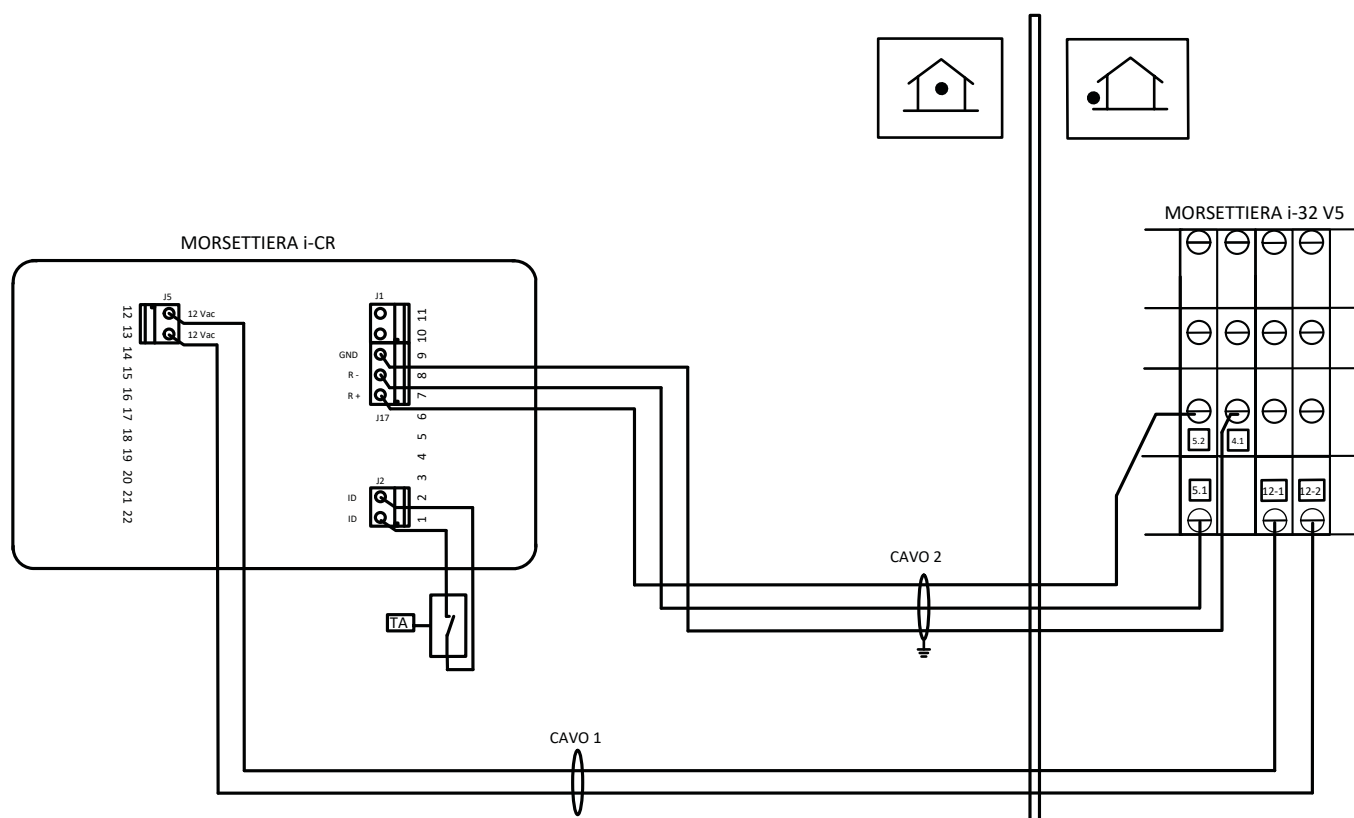 MORSETTIERA i-32 V5
MORSETTIERA i-CR
J5
12 Vac
12 Vac
12
13
14
15
16
17
18
19
20
21
22
J1
11
10
GND
9
R -
8
R +
7
J17
6
5
4
3
J2
ID
2
ID
1
TA
5.2
4.1
5.1
12-1
12-2
CAVO 2
CAVO 1